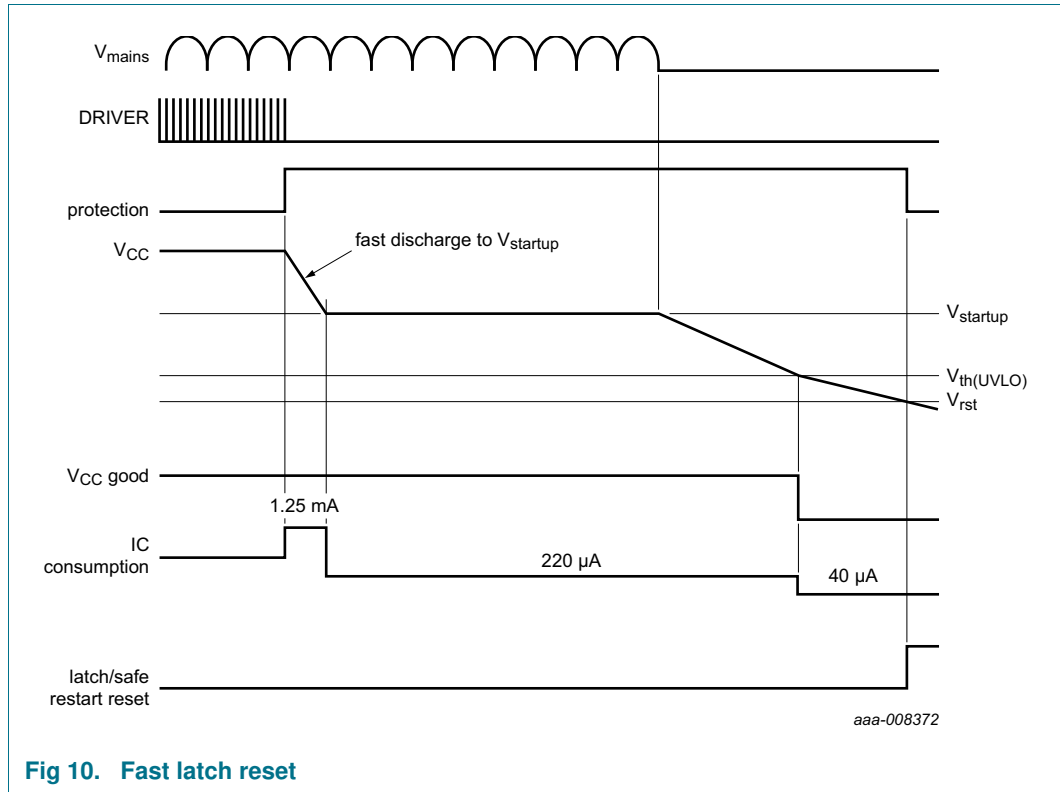 Vmains
DRIVER
protection
VCC
fast discharge to Vstartup
Vstartup
Vth(UVLO)
Vrst
VCC good
1.25 mA
IC
consumption
220 μA
40 μA
latch/safe
restart reset
aaa-008372
Fig 10. Fast latch reset